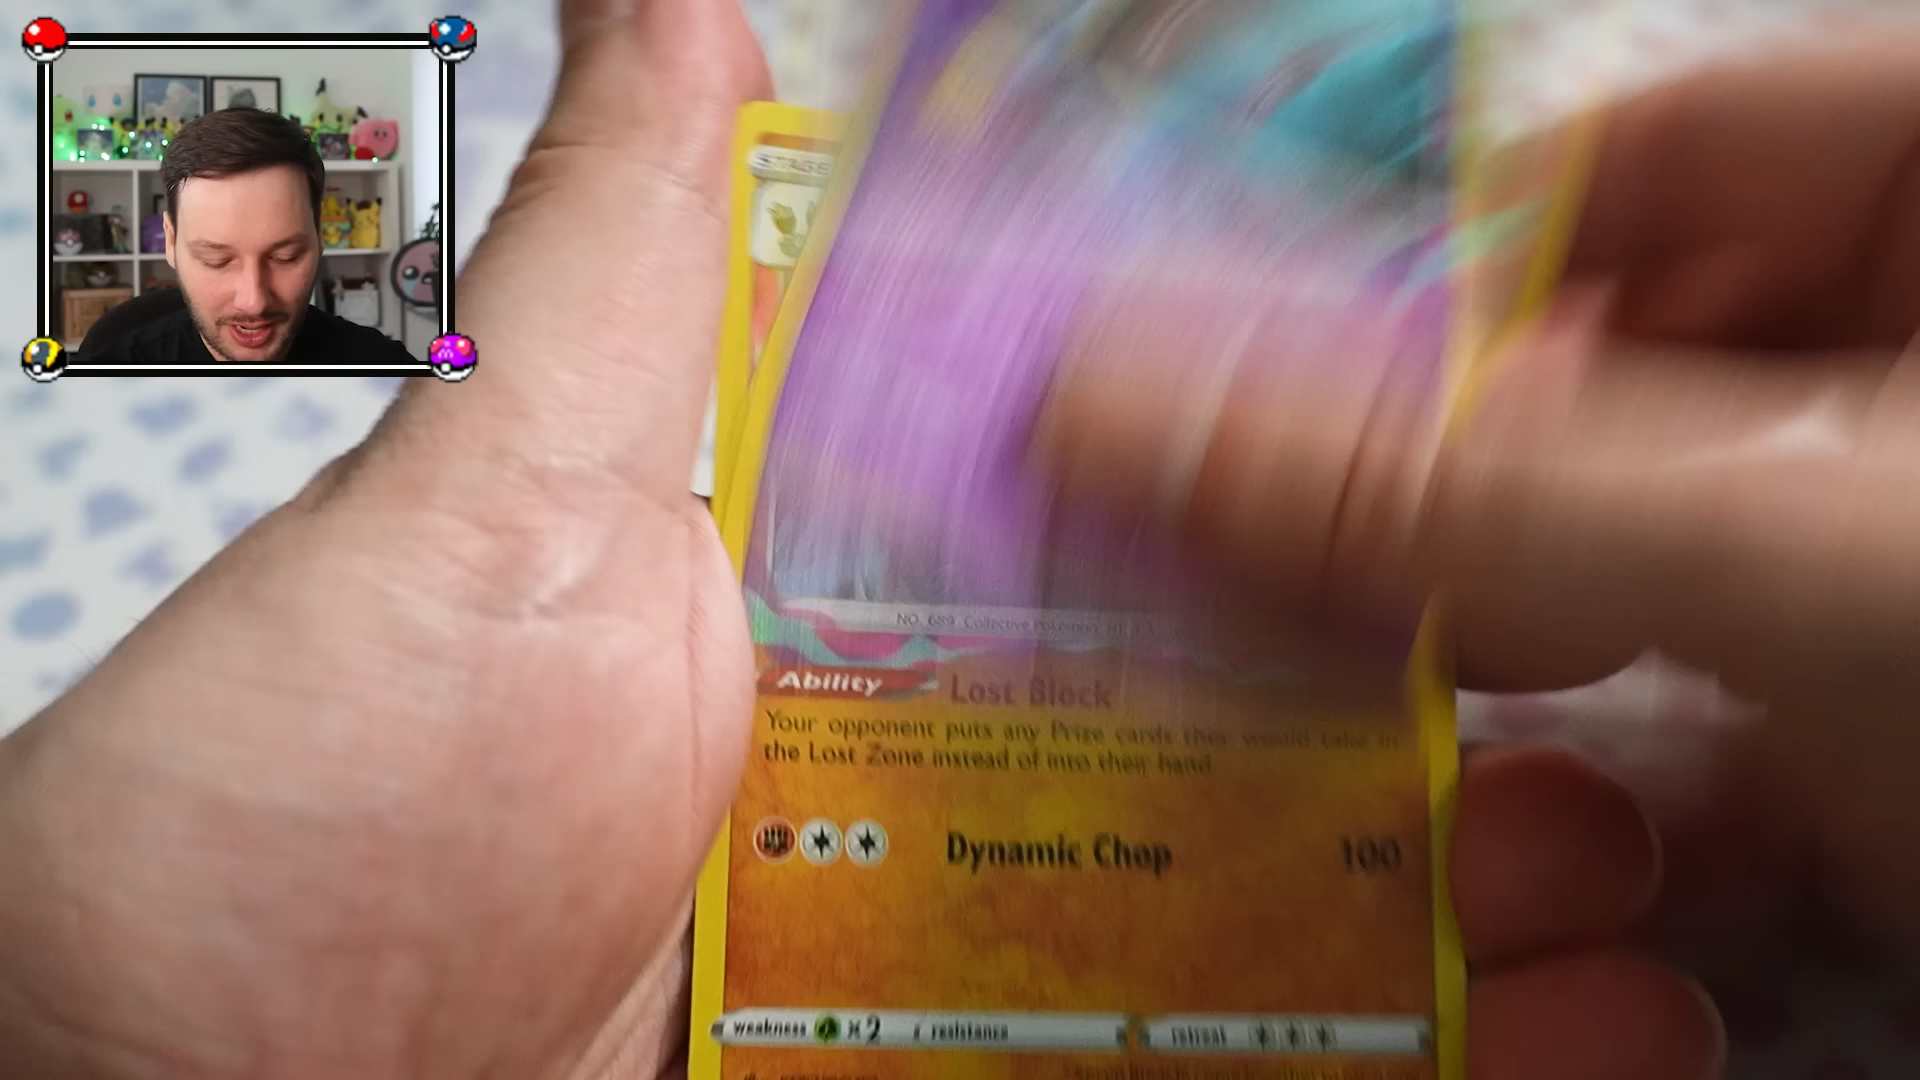 STAGE
NO. 689 Collective Pokémon
Ability Lost Block
Your opponent puts any Prize cards they would take in
the Lost Zone instead of into their hand.
Dynamic Chop 100
weakness ×2 resistance retreat